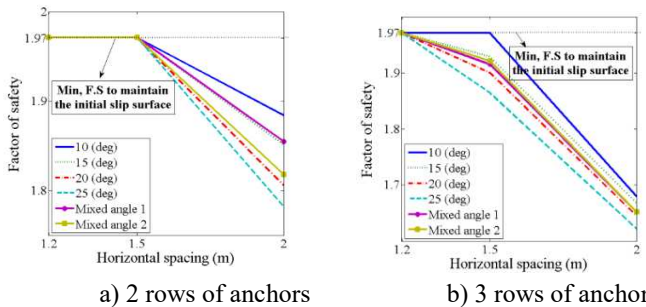 1.97
1.9
1.8
1.2
1.5
2
Factor of safety
Horizontal spacing (m)
Min, F.S to maintain
the initial slip surface
10 (deg)
15 (deg)
20 (deg)
25 (deg)
Mixed angle 1
Mixed angle 2
a) 2 rows of anchors
1.97
1.9
1.7
1.2
1.5
2
Factor of safety
Horizontal spacing (m)
Min, F.S to maintain
the initial slip surface
10 (deg)
15 (deg)
20 (deg)
25 (deg)
Mixed angle 1
Mixed angle 2
b) 3 rows of anchor